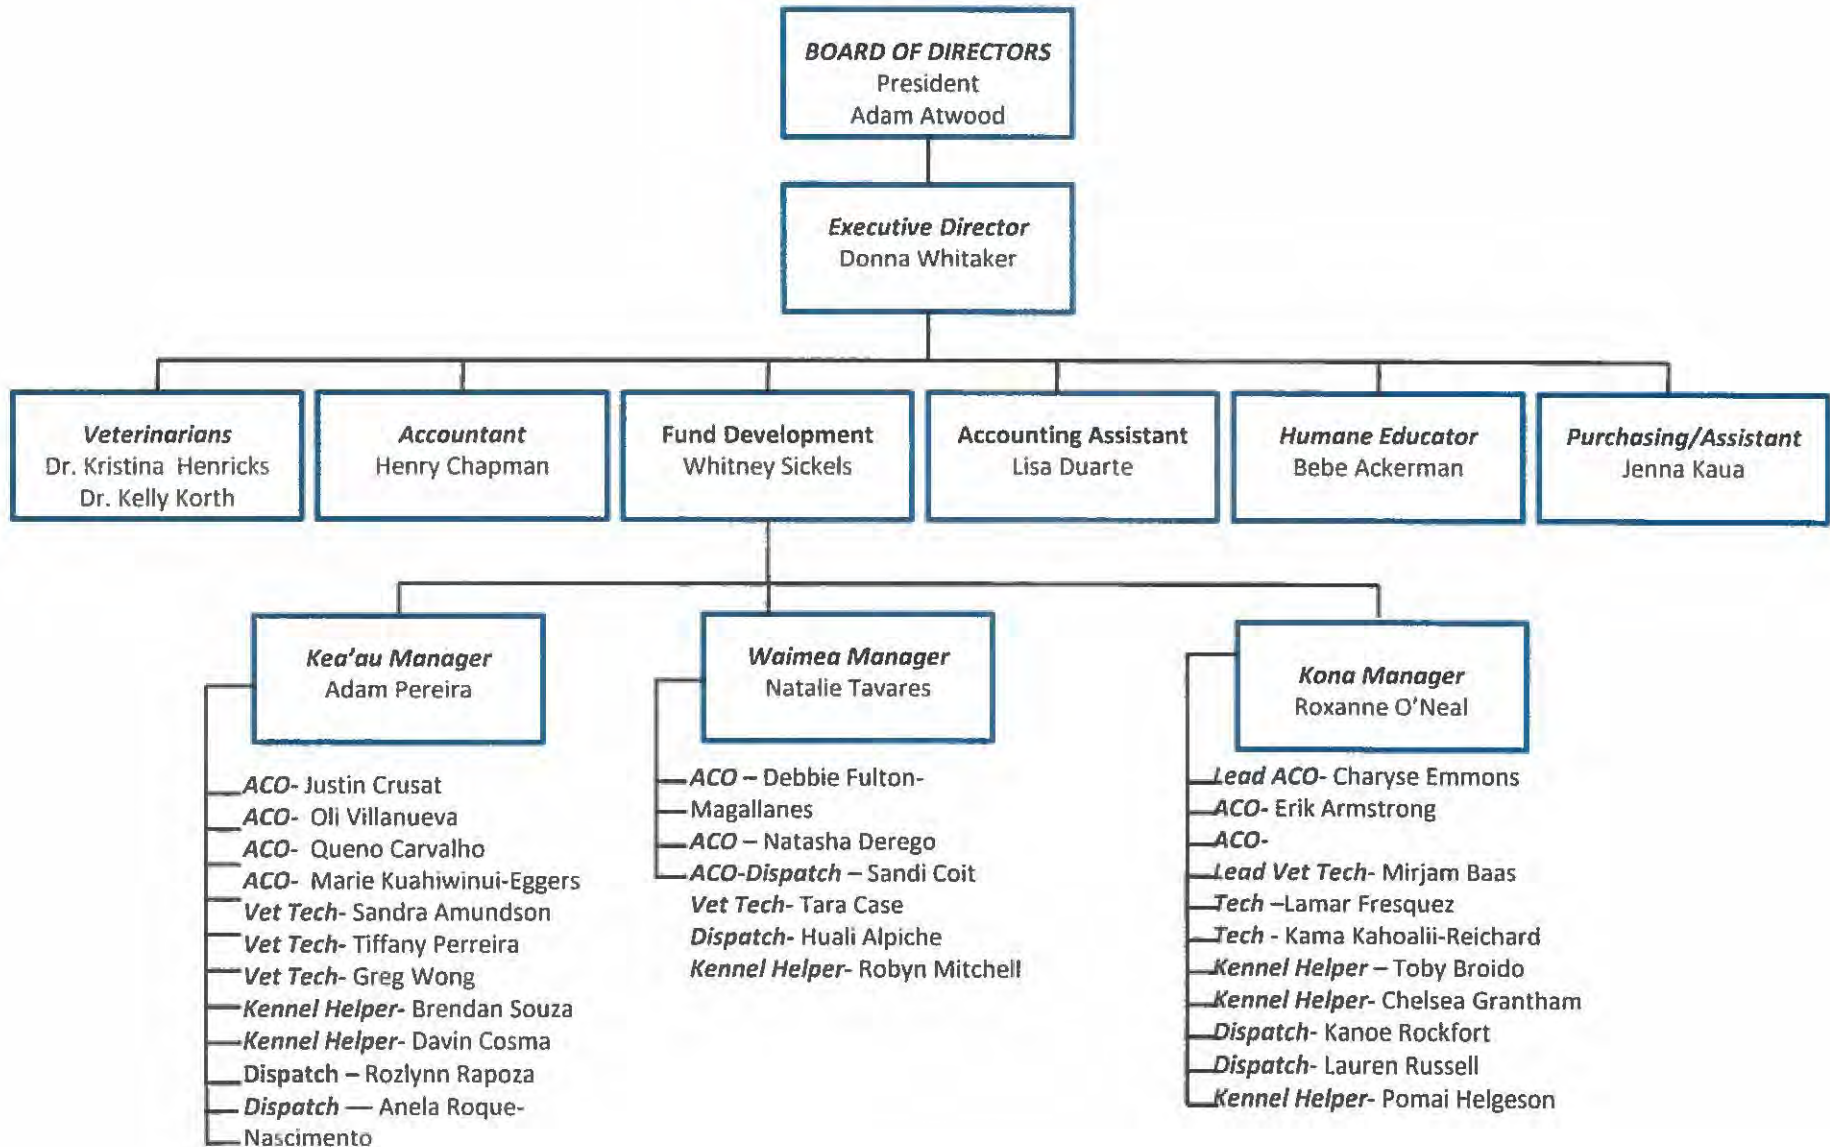 BOARD OF DIRECTORS
President
Adam Atwood
Executive Director
Donna Whitaker
Veterinarians
Dr. Kristina Henricks
Dr. Kelly Korth
Accountant
Henry Chapman
Fund Development
Whitney Sickels
Accounting Assistant
Lisa Duarte
Humane Educator
Bebe Ackerman
Purchasing/Assistant
Jenna Kaua
Kea'au Manager
Adam Pereira
ACO- Justin Crusat
ACO- Oli Villanueva
ACO- Queno Carvalho
ACO- Marie Kuahiwinui-Eggers
Vet Tech- Sandra Amundson
Vet Tech- Tiffany Perreira
Vet Tech- Greg Wong
Kennel Helper- Brendan Souza
Kennel Helper- Davin Cosma
Dispatch – Rozlynn Rapoza
Dispatch — Anela Roque-
Nascimento
Waimea Manager
Natalie Tavares
ACO – Debbie Fulton-
Magallanes
ACO – Natasha Derego
ACO-Dispatch – Sandi Coit
Vet Tech- Tara Case
Dispatch- Huali Alpiche
Kennel Helper- Robyn Mitchell
Kona Manager
Roxanne O'Neal
Lead ACO- Charyse Emmons
ACO- Erik Armstrong
ACO-
Lead Vet Tech- Mirjam Baas
Tech –Lamar Fresquez
Tech - Kama Kahoalii-Reichard
Kennel Helper – Toby Broido
Kennel Helper- Chelsea Grantham
Dispatch- Kanoe Rockfort
Dispatch- Lauren Russell
Kennel Helper- Pomai Helgeson